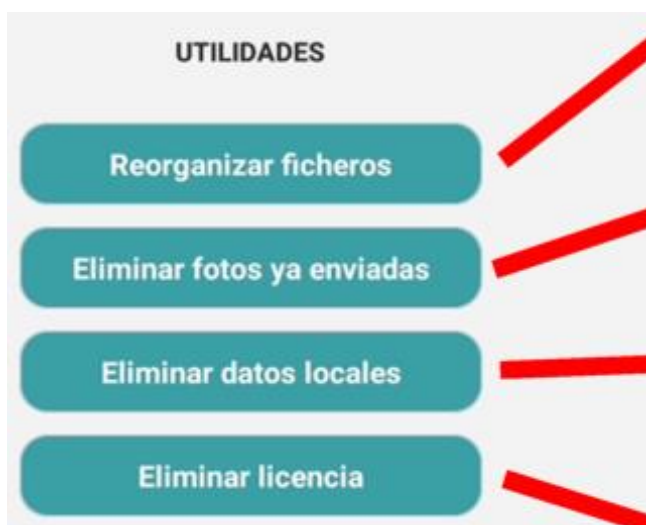 UTILIDADES
Reorganizar ficheros
Eliminar fotos ya enviadas
Eliminar datos locales
Eliminar licencia